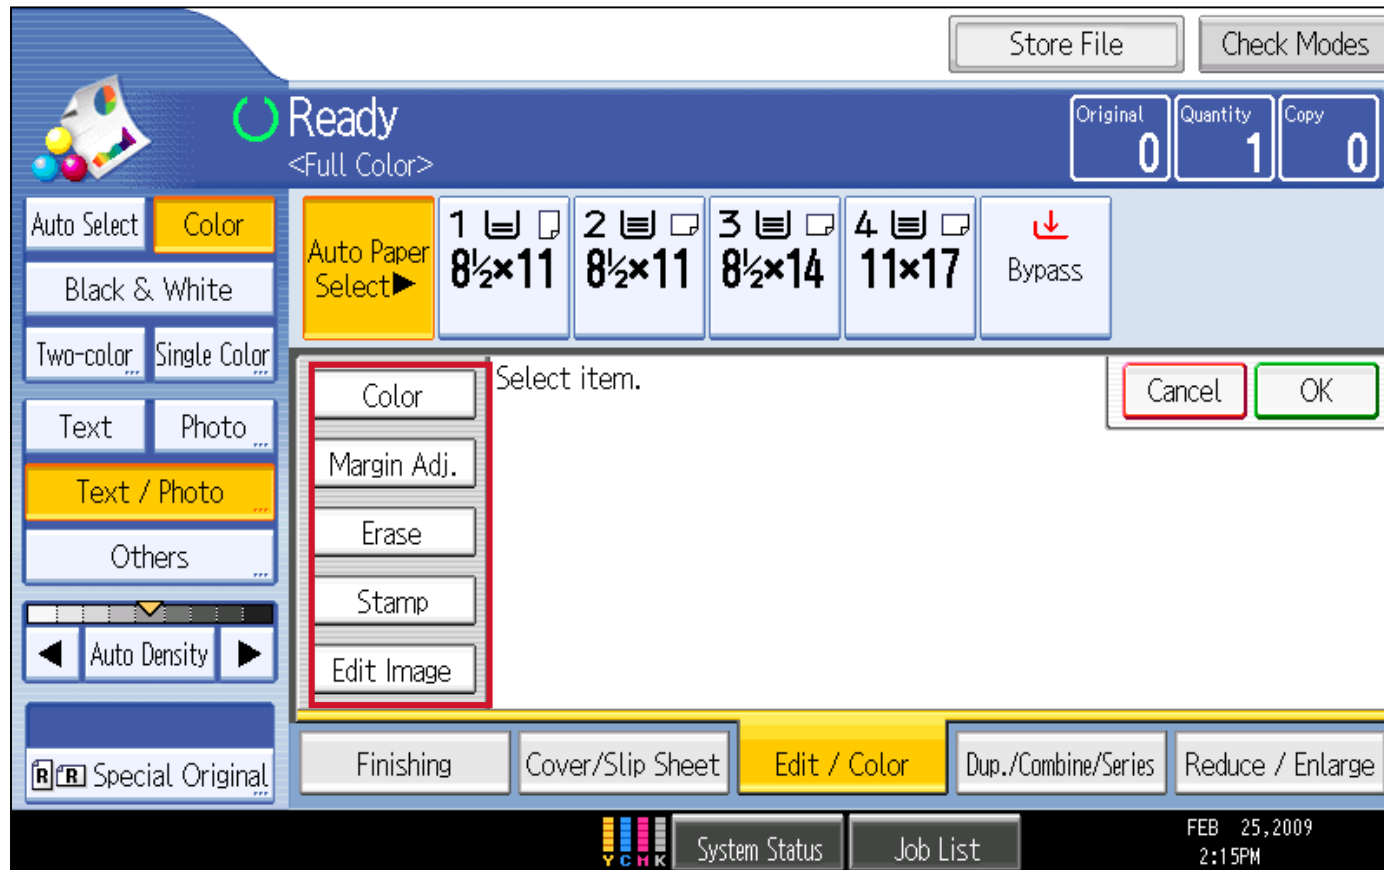 Store File
Check Modes
Ready
<Full Color>
Original
0
Quantity
1
Copy
0
Auto Select
Color
Black & White
Two-color
Single Color
Text
Photo
Text / Photo
Others
Auto Density
R R Special Original
Auto Paper
Select▶
1
8½×11
2
8½×11
3
8½×14
4
11×17
Bypass
Color
Margin Adj.
Erase
Stamp
Edit Image
Select item.
Cancel
OK
Finishing
Cover/Slip Sheet
Edit / Color
Dup./Combine/Series
Reduce / Enlarge
Y C M K
System Status
Job List
FEB 25,2009
2:15PM